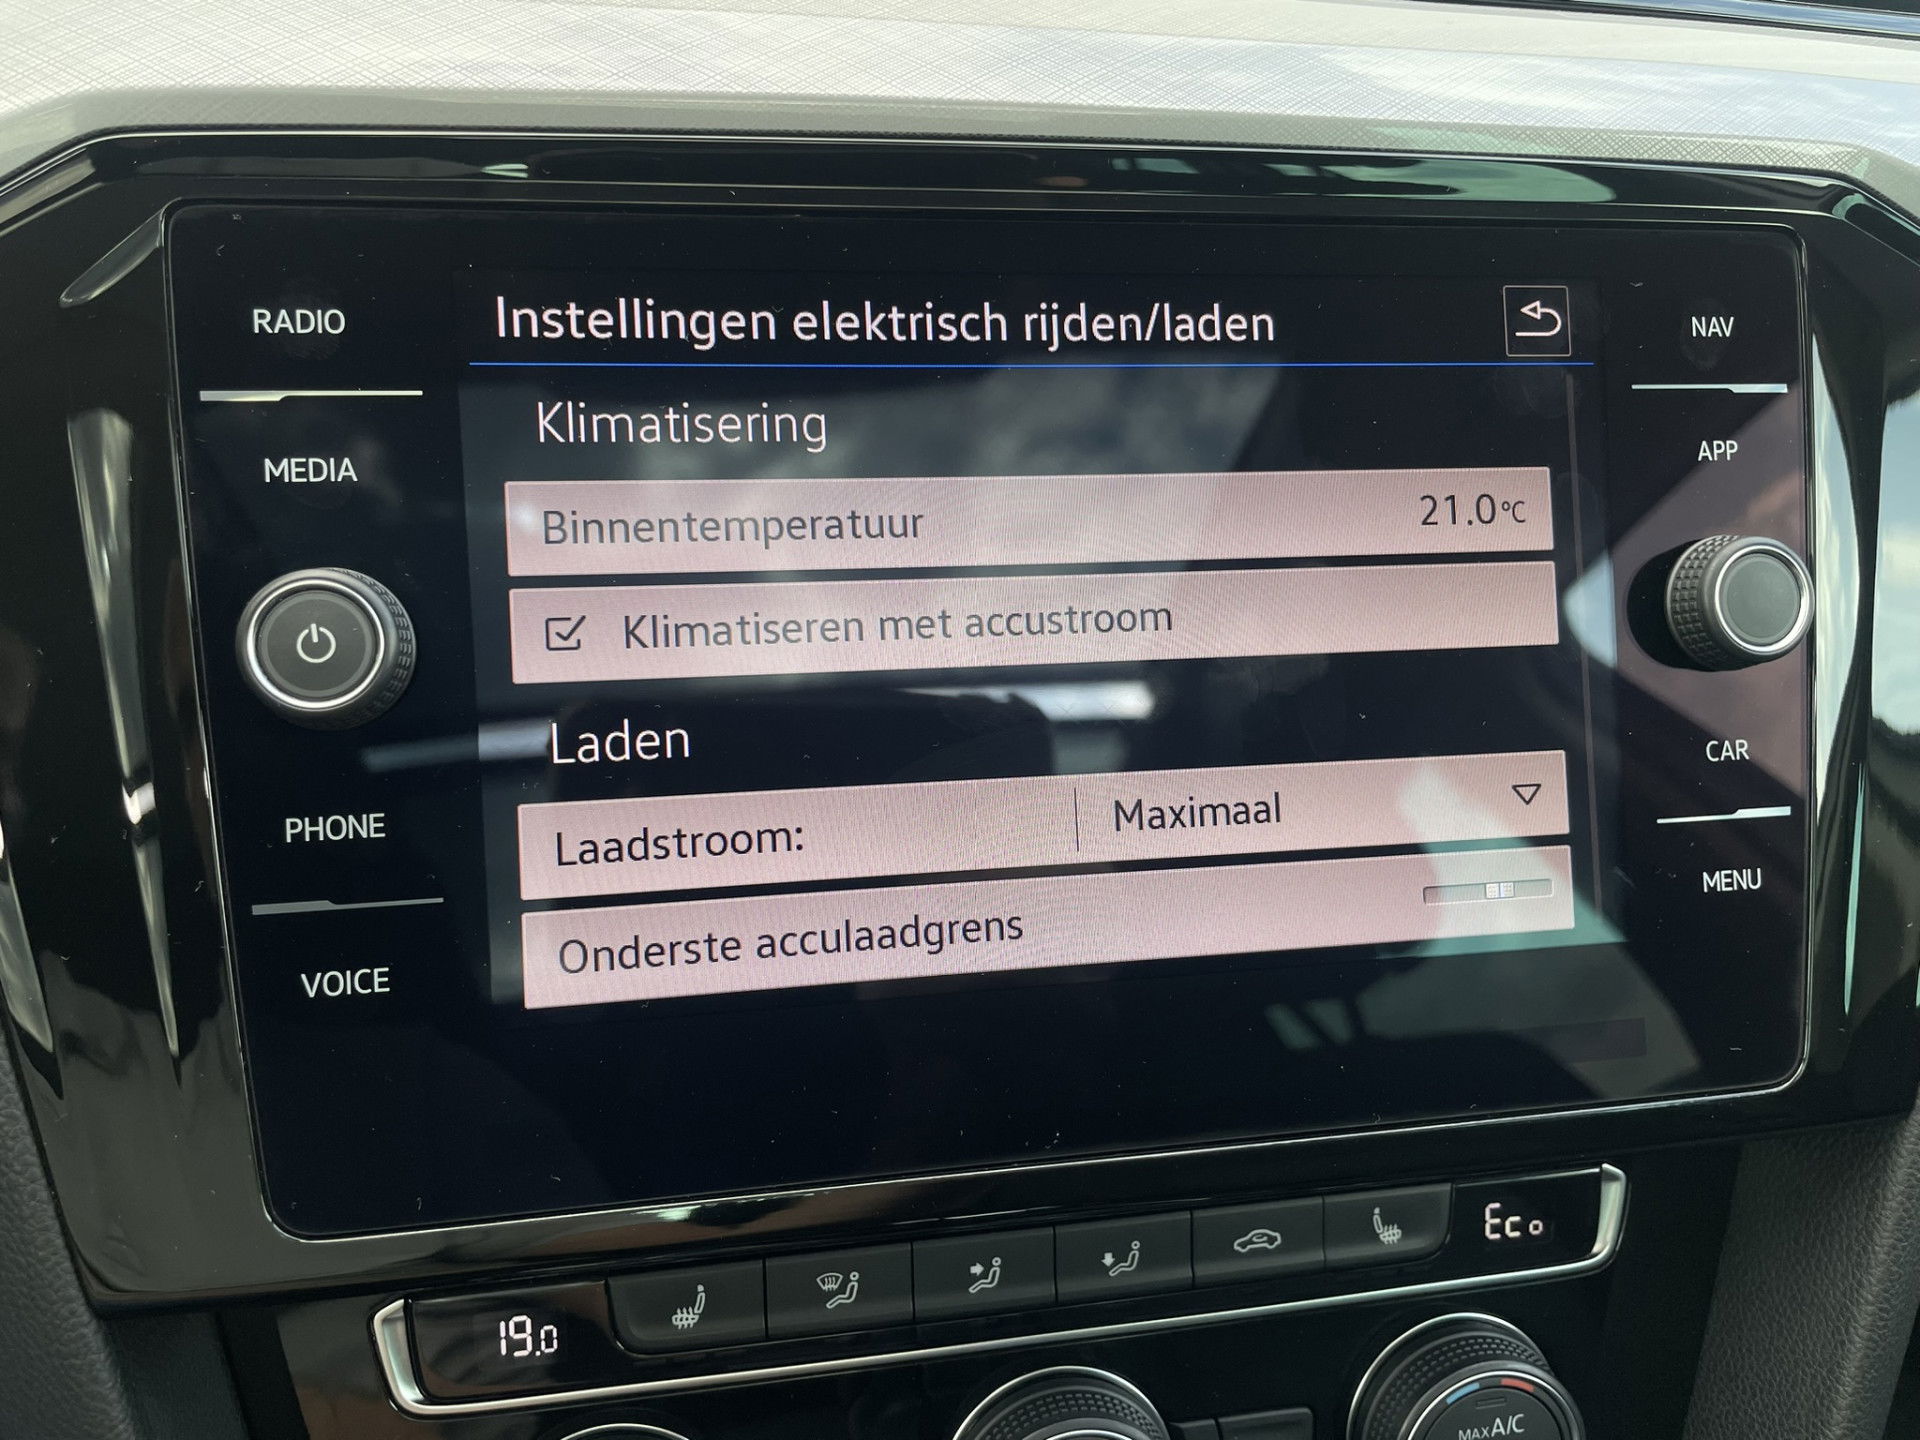 RADIO
MEDIA
PHONE
VOICE
Instellingen elektrisch rijden/laden
Klimatisering
Binnentemperatuur 21.0°C
Klimatiseren met accustroom
Laden
Laadstroom: Maximaal
Onderste acculaadgrens
NAV
APP
CAR
MENU
19.0
Eco
MAX A/C